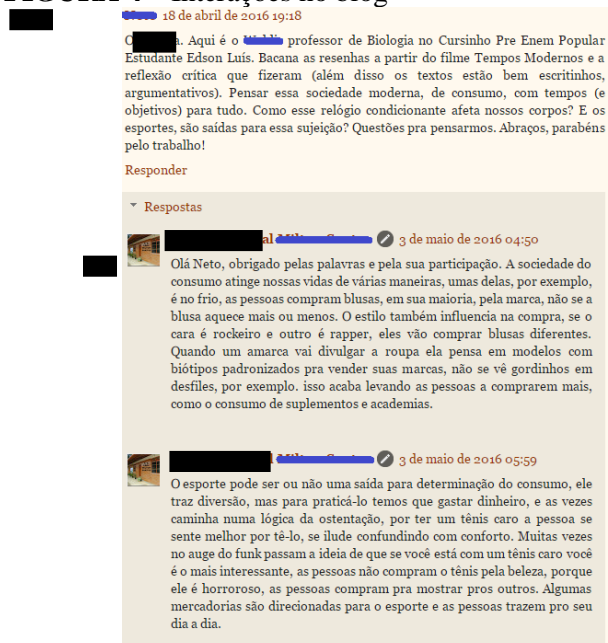 18 de abril de 2016 19:18
a. Aqui é o professor de Biologia no Cursinho Pre Enem Popular
Estudante Edson Luís. Bacana as resenhas a partir do filme Tempos Modernos e a
reflexão crítica que fizeram (além disso os textos estão bem escritinhos,
argumentativos). Pensar essa sociedade moderna, de consumo, com tempos (e
objetivos) para tudo. Como esse relógio condicionante afeta nossos corpos? E os
esportes, são saídas para essa sujeição? Questões pra pensarmos. Abraços, parabéns
pelo trabalho!
Responder
Respostas
al 3 de maio de 2016 04:50
Olá Neto, obrigado pelas palavras e pela sua participação. A sociedade do
consumo atinge nossas vidas de várias maneiras, umas delas, por exemplo,
é no frio, as pessoas compram blusas, em sua maioria, pela marca, não se a
blusa aquece mais ou menos. O estilo também influencia na compra, se o
cara é rockeiro e outro é rapper, eles vão comprar blusas diferentes.
Quando um amarca vai divulgar a roupa ela pensa em modelos com
biótipos padronizados pra vender suas marcas, não se vê gordinhos em
desfiles, por exemplo. isso acaba levando as pessoas a comprarem mais,
como o consumo de suplementos e academias.
3 de maio de 2016 05:59
O esporte pode ser ou não uma saída para determinação do consumo, ele
traz diversão, mas para praticá-lo temos que gastar dinheiro, e as vezes
caminha numa lógica da ostentação, por ter um tênis caro a pessoa se
sente melhor por tê-lo, se ilude confundindo com conforto. Muitas vezes
no auge do funk passam a ideia de que se você está com um tênis caro você
é o mais interessante, as pessoas não compram o tênis pela beleza, porque
ele é horroroso, as pessoas compram pra mostrar pros outros. Algumas
mercadorias são direcionadas para o esporte e as pessoas trazem pro seu
dia a dia.